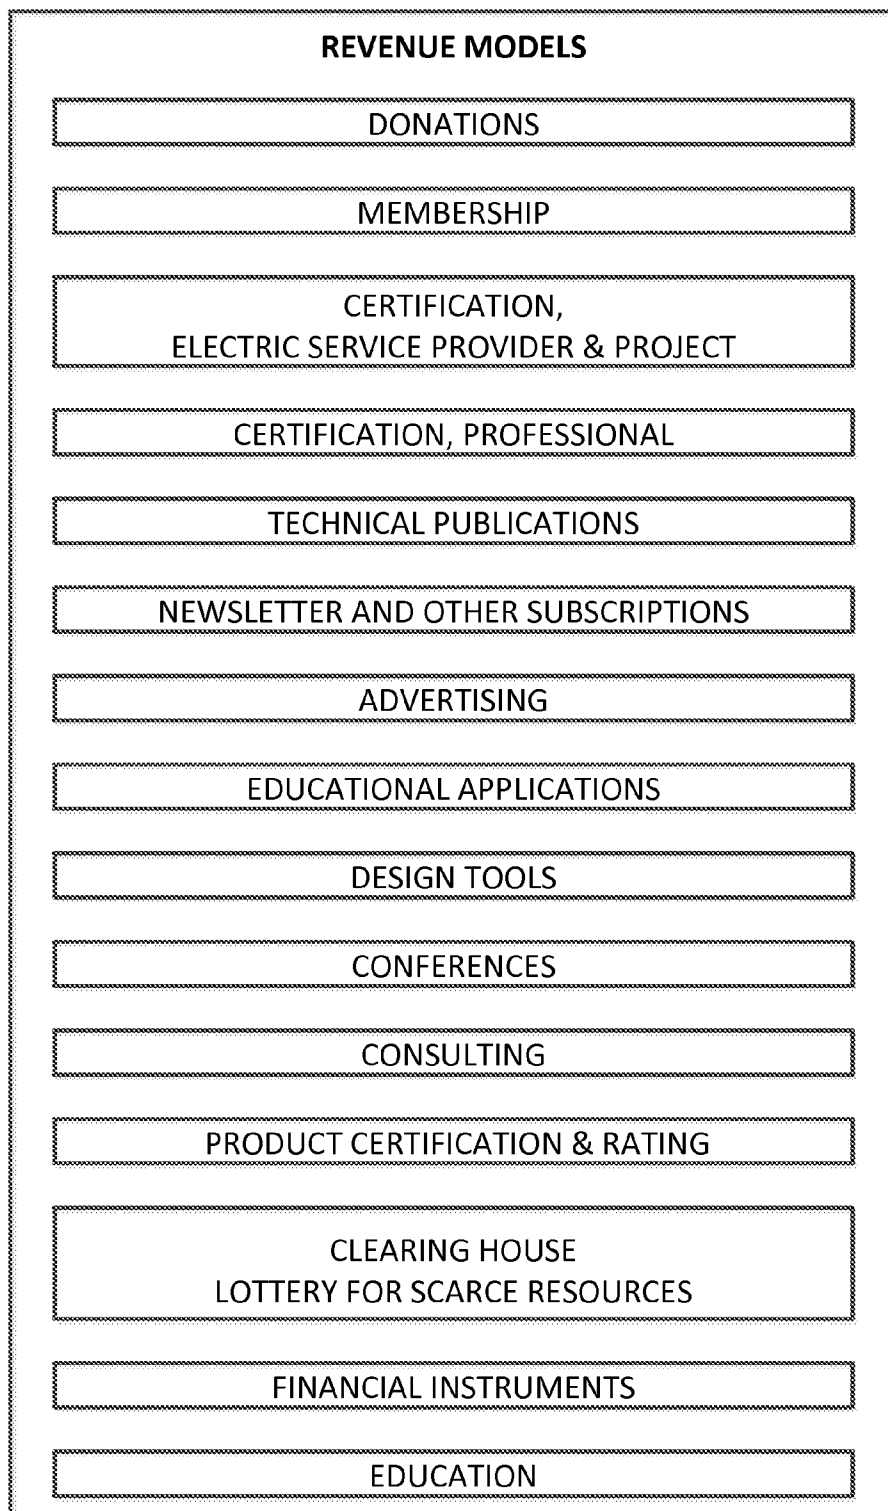 REVENUE MODELS
DONATIONS
MEMBERSHIP
CERTIFICATION,
ELECTRIC SERVICE PROVIDER & PROJECT
CERTIFICATION, PROFESSIONAL
TECHNICAL PUBLICATIONS
NEWSLETTER AND OTHER SUBSCRIPTIONS
ADVERTISING
EDUCATIONAL APPLICATIONS
DESIGN TOOLS
CONFERENCES
CONSULTING
PRODUCT CERTIFICATION & RATING
CLEARING HOUSE
LOTTERY FOR SCARCE RESOURCES
FINANCIAL INSTRUMENTS
EDUCATION